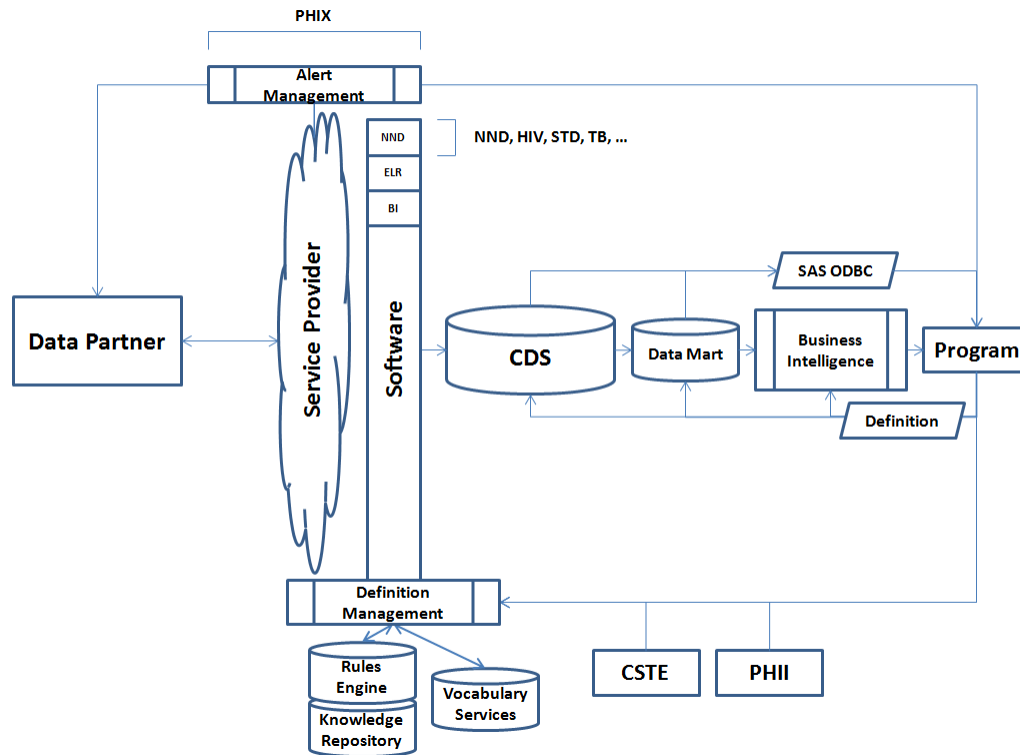 PHIX
Alert
Management
NND
NND, HIV, STD, TB, ...
ELR
BI
Service Provider
Software
Data Partner
SAS ODBC
CDS
Data Mart
Business
Intelligence
Program
Definition
Definition
Management
Rules
Engine
Knowledge
Repository
Vocabulary
Services
CSTE
PHII